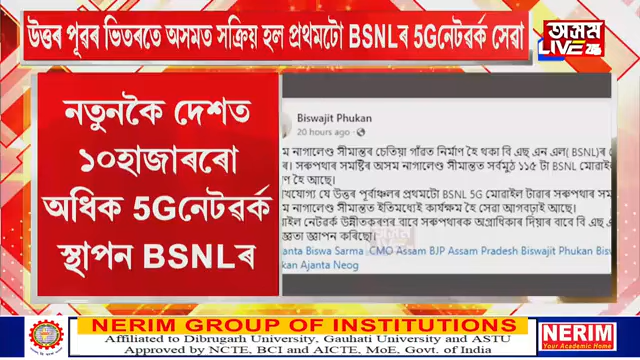 উত্তৰ পূৱৰ ভিতৰতে অসমত সক্ৰিয় হল প্ৰথমটো BSNLৰ 5Gনেটৱৰ্ক সেৱা
অসম
LIVE 24
নতুনকৈ দেশত
১০হাজাৰৰো
অধিক 5Gনেটৱৰ্ক
স্থাপন BSNLৰ
Biswajit Phukan
20 hours ago
ম নাগালেণ্ড সীমান্তৰ চেতিয়া গাঁৱত নিৰ্মাণ হৈ থকা বি এছ এন এল( BSNL)ৰ
ৰ। সৰুপথাৰ সমষ্টিৰ অসম নাগালেণ্ড সীমান্তত সৰ্বমুঠ ১১৫ টা BSNL মোবাইল
ণ হৈ আছে।
খযোগ্য যে উত্তৰ পূৰ্বাঞ্চলৰ প্ৰথমটো BSNL 5G মোবাইল টাৱাৰ সৰুপথাৰ সম
ম নাগালেণ্ড সীমান্তত ইতিমধ্যেই কাৰ্যক্ষম হৈ সেৱা আগবঢ়াই আছে।
াইল নেটৱৰ্ক উন্নীতকৰণৰ বাবে সৰুপথাৰক অগ্ৰাধিকাৰ দিয়াৰ বাবে বি এছ এ
জ্ঞতা জ্ঞাপন কৰিছো।
anta Biswa Sarma CMO Assam BJP Assam Pradesh Biswajit Phukan Bisw
kan Ajanta Neog
NERIM GROUP OF INSTITUTIONS
Affiliated to Dibrugarh University, Gauhati University and ASTU
Approved by NCTE, BCI and AICTE, MoE, Govt. of India
NERIM
Your Academic Home